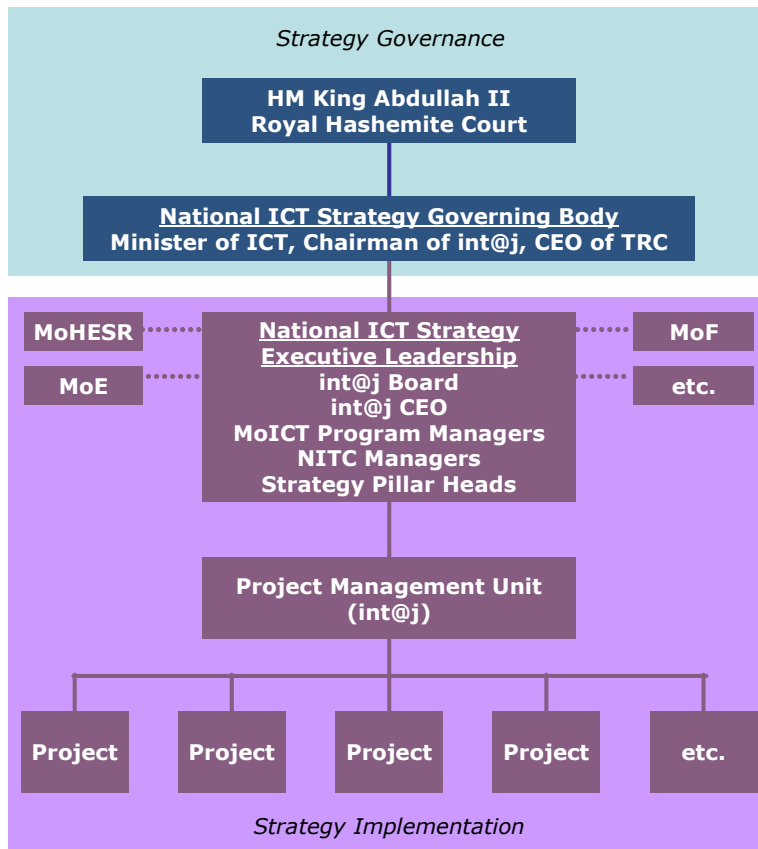 Strategy Governance
HM King Abdullah II
Royal Hashemite Court
National ICT Strategy Governing Body
Minister of ICT, Chairman of int@j, CEO of TRC
MoHESR
MoE
National ICT Strategy
Executive Leadership
int@j Board
int@j CEO
MoICT Program Managers
NITC Managers
Strategy Pillar Heads
MoF
etc.
Project Management Unit
(int@j)
Project
Project
Project
Project
etc.
Strategy Implementation